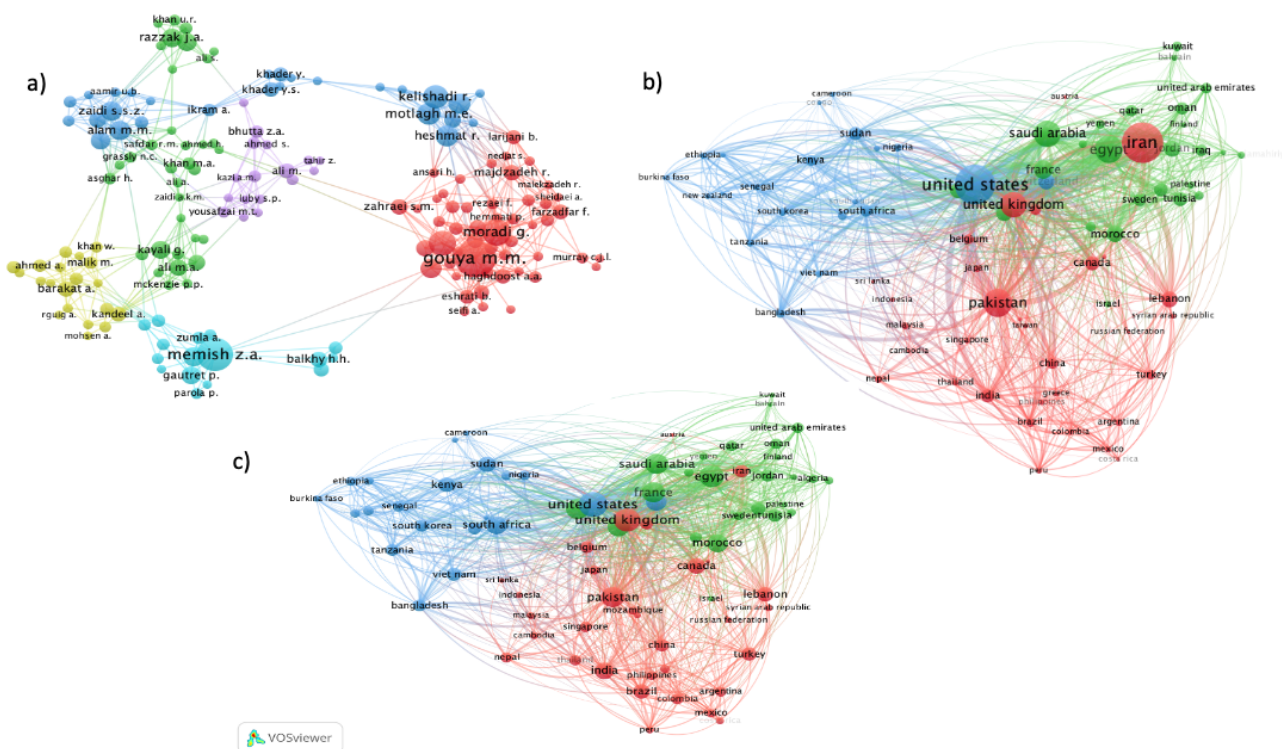 a)
khan u.r.
razzak j.a.
ali s.
aamir u.b.
zaidi s.s.z.
alam m.m.
ikram a.
khader y.
khader y.s.
safdar r.m.
ahmed h.
grassly n.c.
khan m.a.
asghar h.
ali a.
zaidi a.k.m.
bhutta z.a.
ahmed s.
tahir z.
ali m.
kazi a.m.
luby s.p.
yousafzai m.t.
khan w.
ahmed a.
malik m.
barakat a.
rguig a.
kandeel a.
mohsen a.
kayali g.
ali m.a.
mckenzie p.p.
zumla a.
memish z.a.
gautret p.
parola p.
balkhy h.h.
kelishadi r.
motlagh m.e.
heshmat r.
larijani b.
nedjat s.
majdzadeh r.
ansari h.
malekzadeh r.
sheidaei a.
rezaei f.
farzadfar f.
zahraei s.m.
hemmati p.
moradi g.
gouya m.m.
haghdoost a.a.
murray c.j.l.
eshrati b.
seifi a.
b)
kuwait
bahrain
united arab emirates
cameroon
congo
austria
qatar
oman
sudan
saudi arabia
yemen
finland
nigeria
egypt
iran
jordan
iraq
ethiopia
kenya
france
burkina faso
senegal
united states
palestine
new zealand
sweden
tunisia
south korea
south africa
united kingdom
tanzania
belgium
morocco
japan
canada
viet nam
sri lanka
indonesia
israel
lebanon
bangladesh
pakistan
syrian arab republic
malaysia
taiwan
russian federation
singapore
cambodia
china
nepal
thailand
turkey
india
greece
philippines
brazil
colombia
argentina
mexico
costa rica
peru
c)
kuwait
bahrain
cameroon
austria
united arab emirates
qatar
oman
sudan
saudi arabia
yemen
finland
ethiopia
kenya
nigeria
egypt
iran
jordan
algeria
burkina faso
senegal
france
united states
palestine
south korea
south africa
united kingdom
sweden
tunisia
tanzania
belgium
morocco
japan
canada
viet nam
sri lanka
indonesia
israel
lebanon
bangladesh
pakistan
mozambique
syrian arab republic
malaysia
russian federation
singapore
cambodia
china
nepal
thailand
turkey
india
philippines
brazil
colombia
argentina
mexico
costa rica
peru
VOSviewer